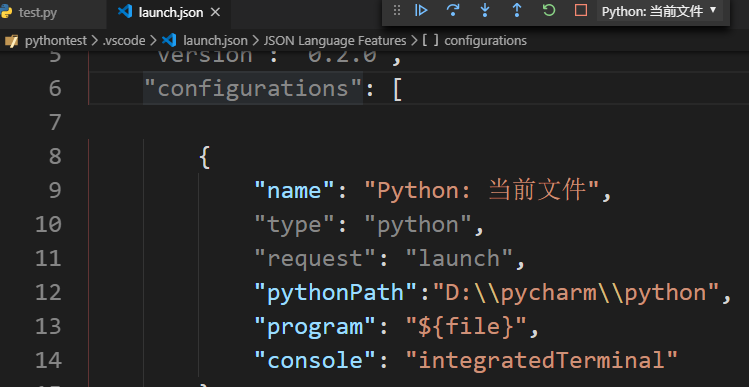 test.py launch.json Python: 当前文件
pythontest > .vscode > launch.json > JSON Language Features > [ ] configurations
5 "version": "0.2.0",
6 "configurations": [
7
8 {
9 "name": "Python: 当前文件",
10 "type": "python",
11 "request": "launch",
12 "pythonPath":"D:\\pycharm\\python",
13 "program": "${file}",
14 "console": "integratedTerminal"